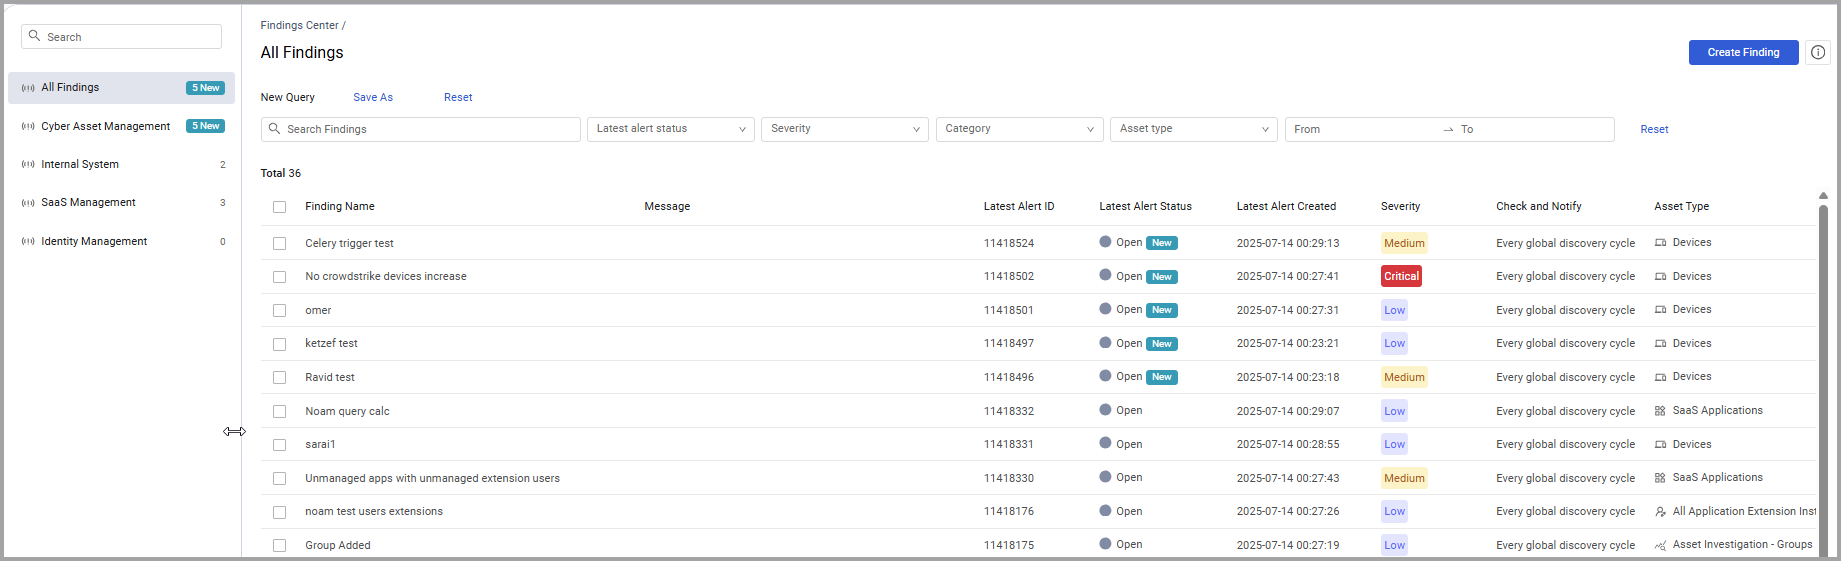 Search
All Findings 5 New
Cyber Asset Management 5 New
Internal System 2
SaaS Management 3
Identity Management 0
Findings Center /
All Findings
Create Finding
New Query Save As Reset
Search Findings Latest alert status Severity Category Asset type From → To Reset
Total 36
Finding Name Message Latest Alert ID Latest Alert Status Latest Alert Created Severity Check and Notify Asset Type
Celery trigger test 11418524 Open New 2025-07-14 00:29:13 Medium Every global discovery cycle Devices
No crowdstrike devices increase 11418502 Open New 2025-07-14 00:27:41 Critical Every global discovery cycle Devices
omer 11418501 Open New 2025-07-14 00:27:31 Low Every global discovery cycle Devices
ketzef test 11418497 Open New 2025-07-14 00:23:21 Low Every global discovery cycle Devices
Ravid test 11418496 Open New 2025-07-14 00:23:18 Medium Every global discovery cycle Devices
Noam query calc 11418332 Open 2025-07-14 00:29:07 Low Every global discovery cycle SaaS Applications
sarai1 11418331 Open 2025-07-14 00:28:55 Low Every global discovery cycle Devices
Unmanaged apps with unmanaged extension users 11418330 Open 2025-07-14 00:27:43 Medium Every global discovery cycle SaaS Applications
noam test users extensions 11418176 Open 2025-07-14 00:27:26 Low Every global discovery cycle All Application Extension Inst
Group Added 11418175 Open 2025-07-14 00:27:19 Low Every global discovery cycle Asset Investigation - Groups